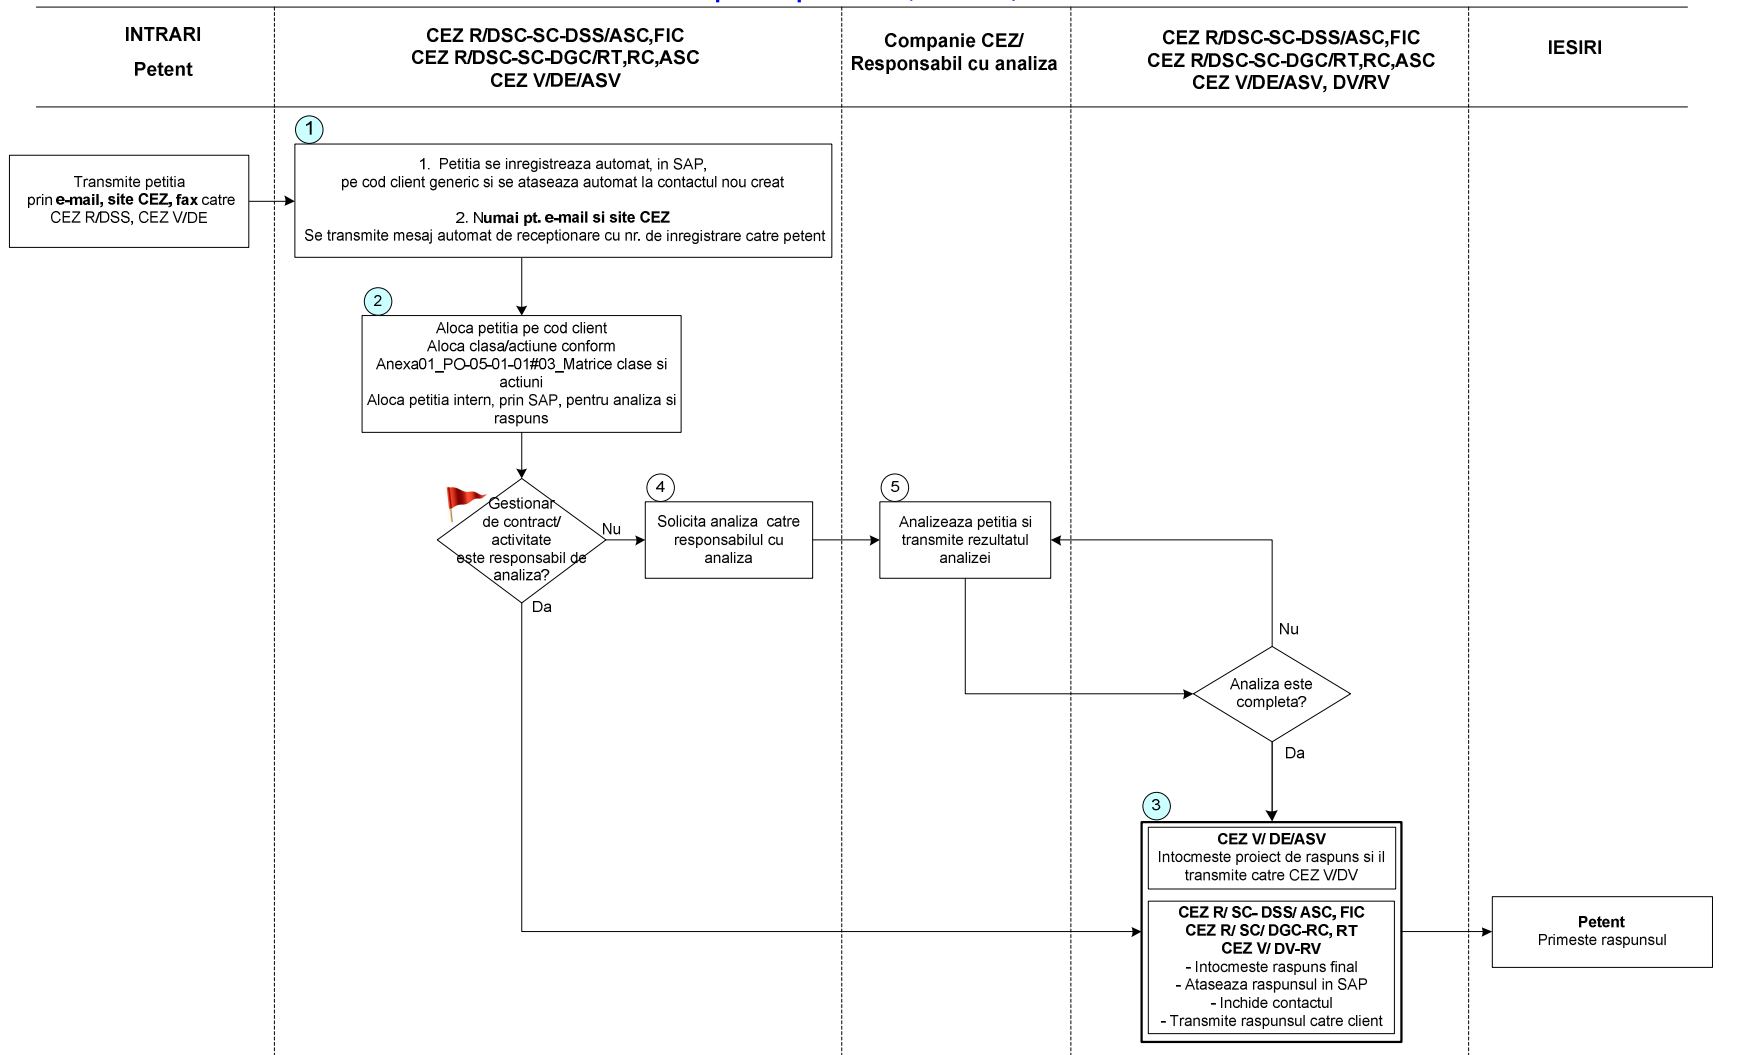 INTRARI
Petent
CEZ R/DSC-SC-DSS/ASC,FIC
CEZ R/DSC-SC-DGC/RT,RC,ASC
CEZ V/DE/ASV
Companie CEZ/
Responsabil cu analiza
CEZ R/DSC-SC-DSS/ASC,FIC
CEZ R/DSC-SC-DGC/RT,RC,ASC
CEZ V/DE/ASV, DV/RV
IESIRI
Transmite petitia
prin e-mail, site CEZ, fax catre
CEZ R/DSS, CEZ V/DE
1
1. Petitia se inregistreaza automat, in SAP,
pe cod client generic si se ataseaza automat la contactul nou creat
2. Numai pt. e-mail si site CEZ
Se transmite mesaj automat de receptionare cu nr. de inregistrare catre petent
2
Aloca petitia pe cod client
Aloca clasa/actiune conform
Anexa01_PO-05-01-01#03_Matrice clase si
actiuni
Aloca petitia intern, prin SAP, pentru analiza si
raspuns
Gestionar
de contract/
activitate
este responsabil de
analiza?
Nu
Da
4
Solicita analiza catre
responsabilul cu
analiza
5
Analizeaza petitia si
transmite rezultatul
analizei
Nu
Analiza este
completa?
Da
3
CEZ V/ DE/ASV
Intocmeste proiect de raspuns si il
transmite catre CEZ V/DV
CEZ R/ SC- DSS/ ASC, FIC
CEZ R/ SC/ DGC-RC, RT
CEZ V/ DV-RV
- Intocmeste raspuns final
- Ataseaza raspunsul in SAP
- Inchide contactul
- Transmite raspunsul catre client
Petent
Primeste raspunsul